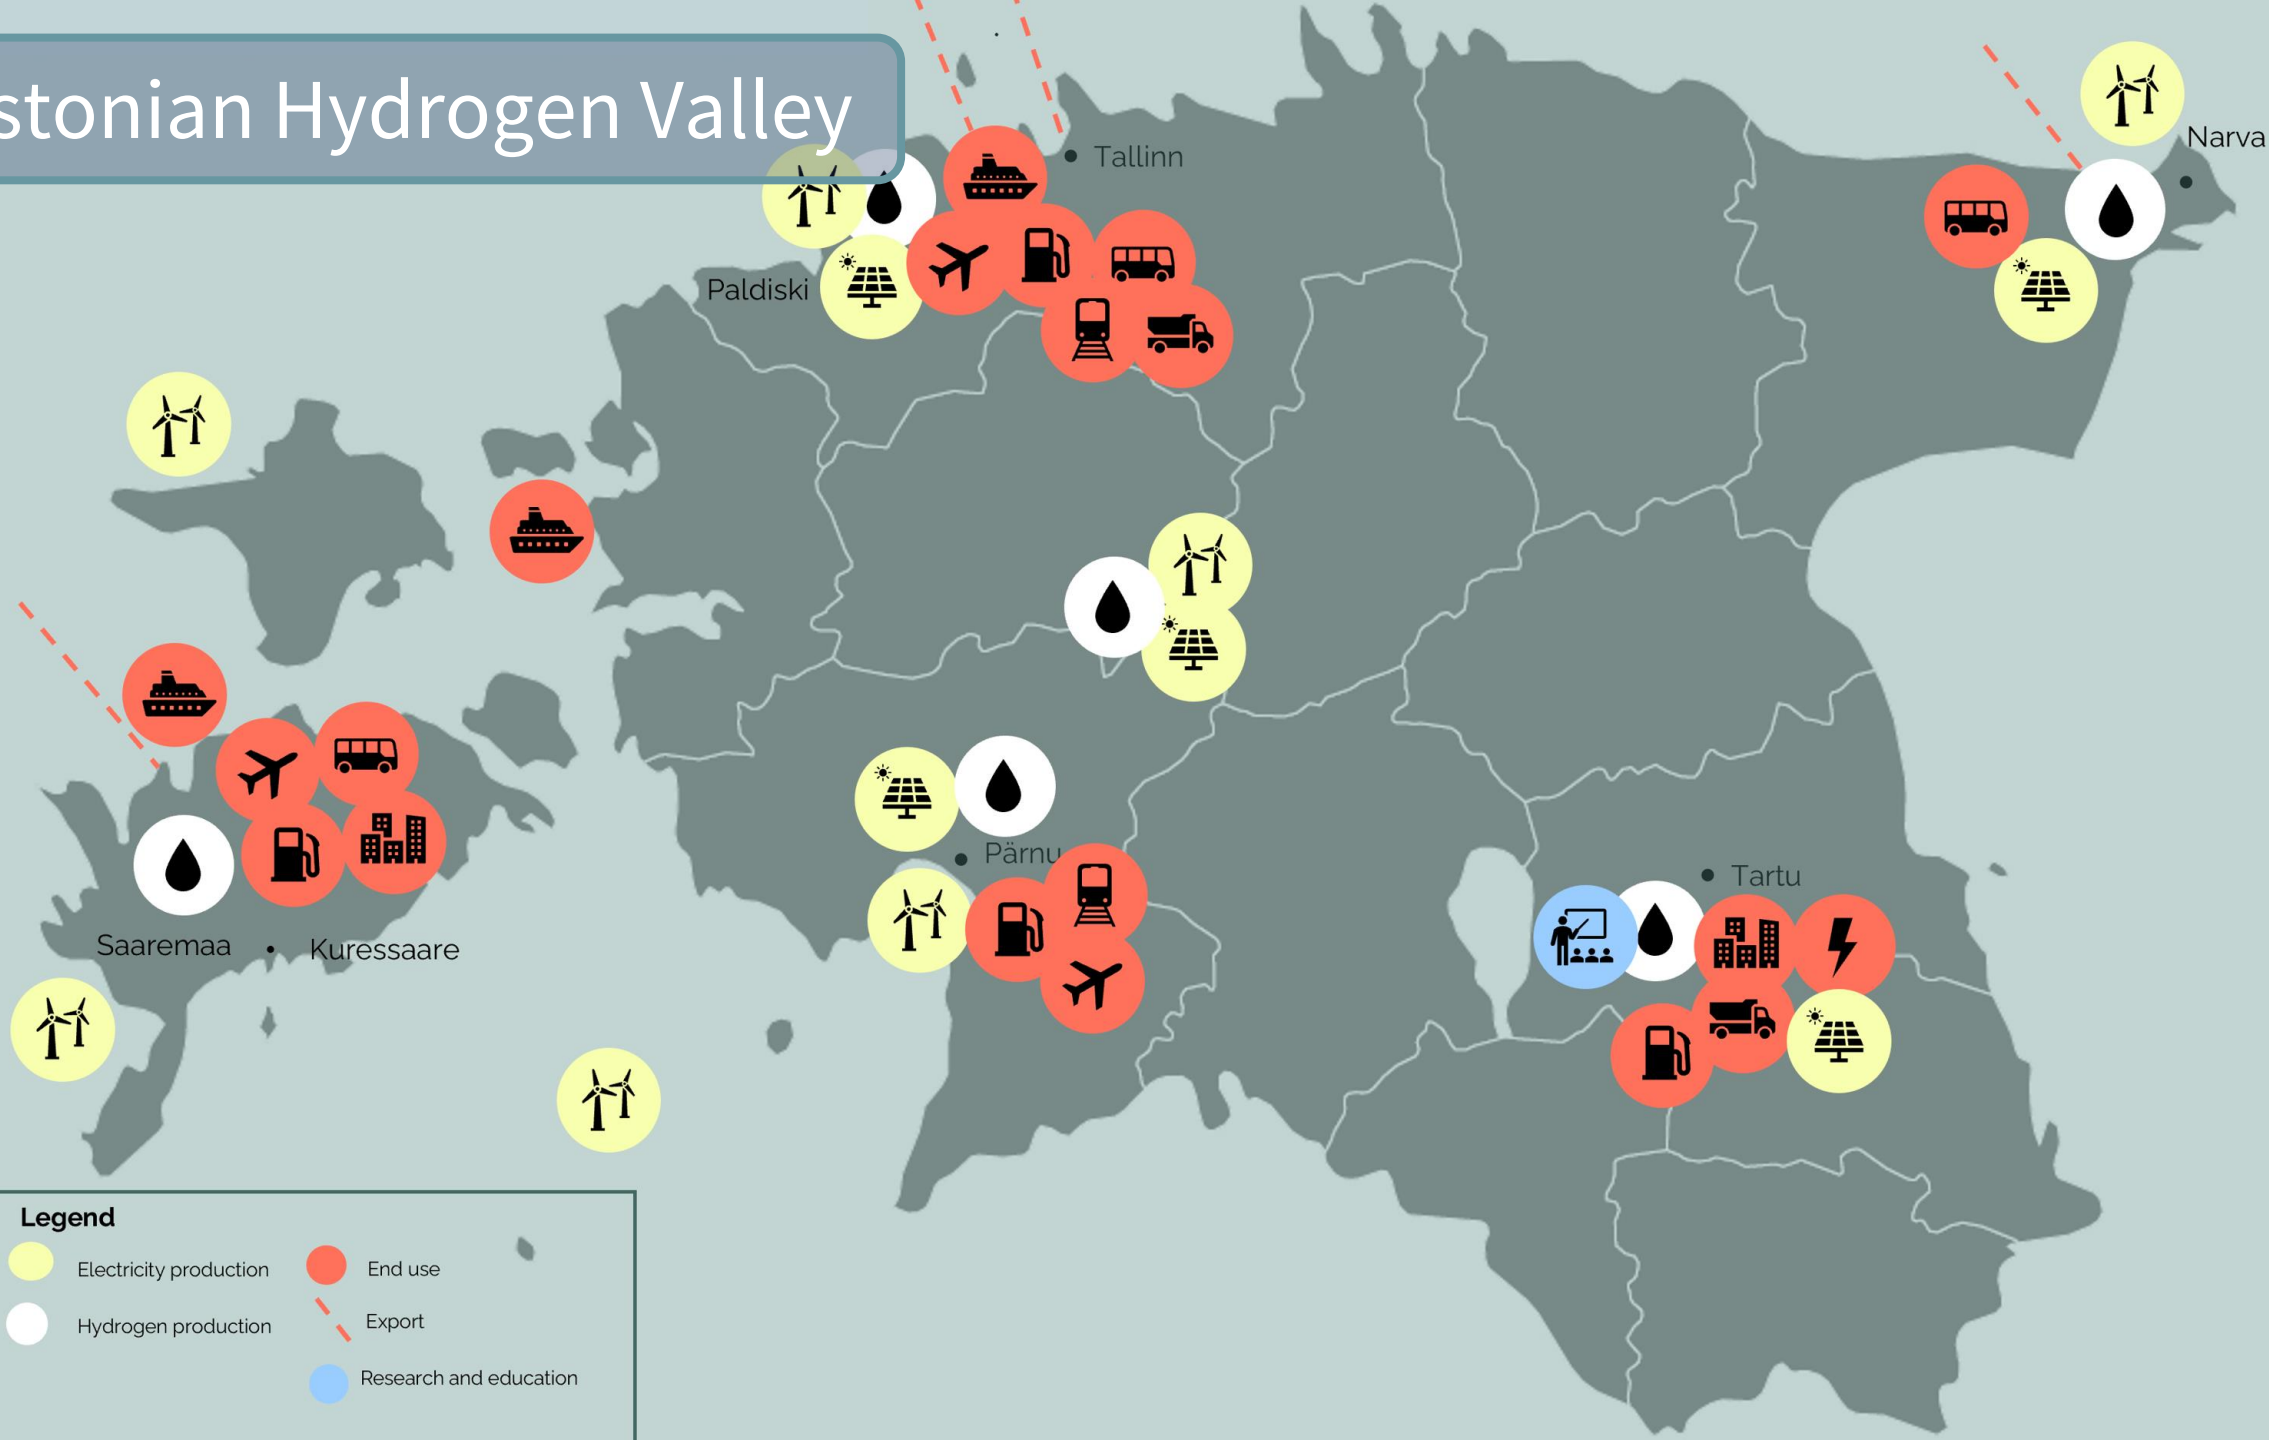 stonian Hydrogen Valley
Narva
Tallinn
Paldiski
Pärnu
Tartu
Saaremaa
Kuressaare
Legend
Electricity production
End use
Hydrogen production
Export
Research and education